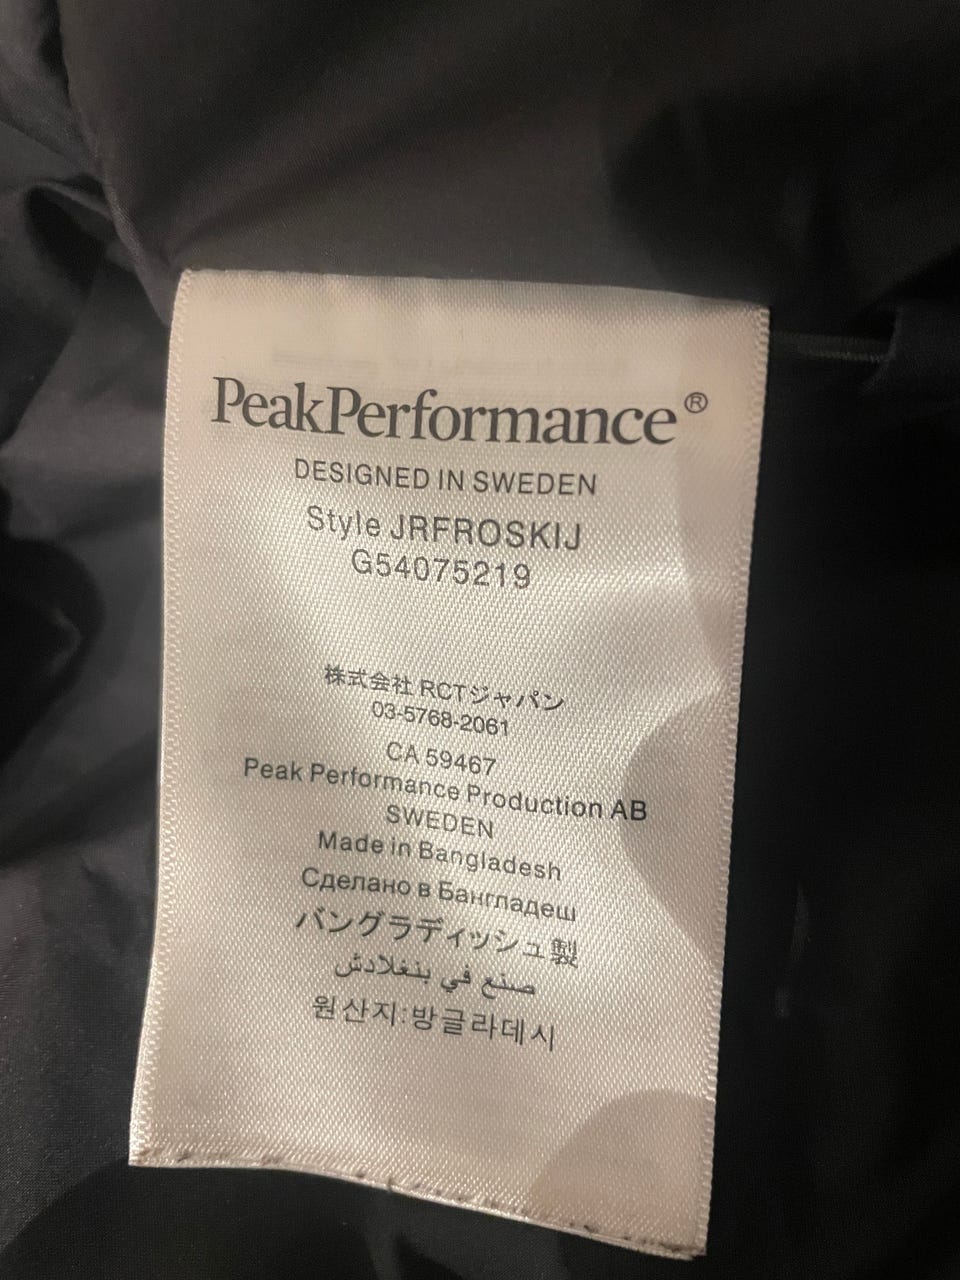 PeakPerformance®
DESIGNED IN SWEDEN
Style JRFROSKIJ
G54075219
株式会社 RCTジャパン
03-5768-2061
CA 59467
Peak Performance Production AB
SWEDEN
Made in Bangladesh
Сделано в Бангладеш
バングラディッシュ製
صنع في بنغلادش
원산지:방글라데시